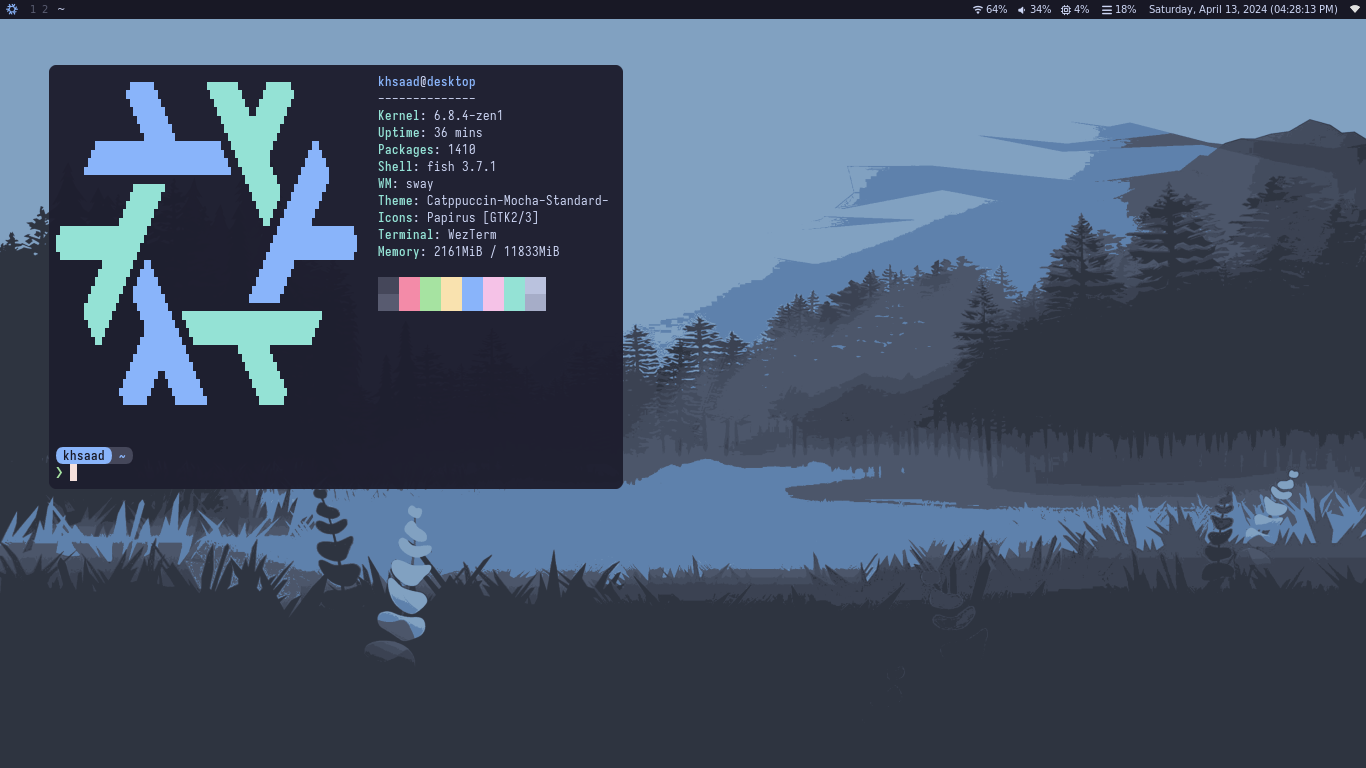 1 2 ~ 64% 34% 4% 18% Saturday, April 13, 2024 (04:28:13 PM)
khsaad@desktop
--------------
Kernel: 6.8.4-zen1
Uptime: 36 mins
Packages: 1410
Shell: fish 3.7.1
WM: sway
Theme: Catppuccin-Mocha-Standard-
Icons: Papirus [GTK2/3]
Terminal: WezTerm
Memory: 2161MiB / 11833MiB
khsaad ~
❯